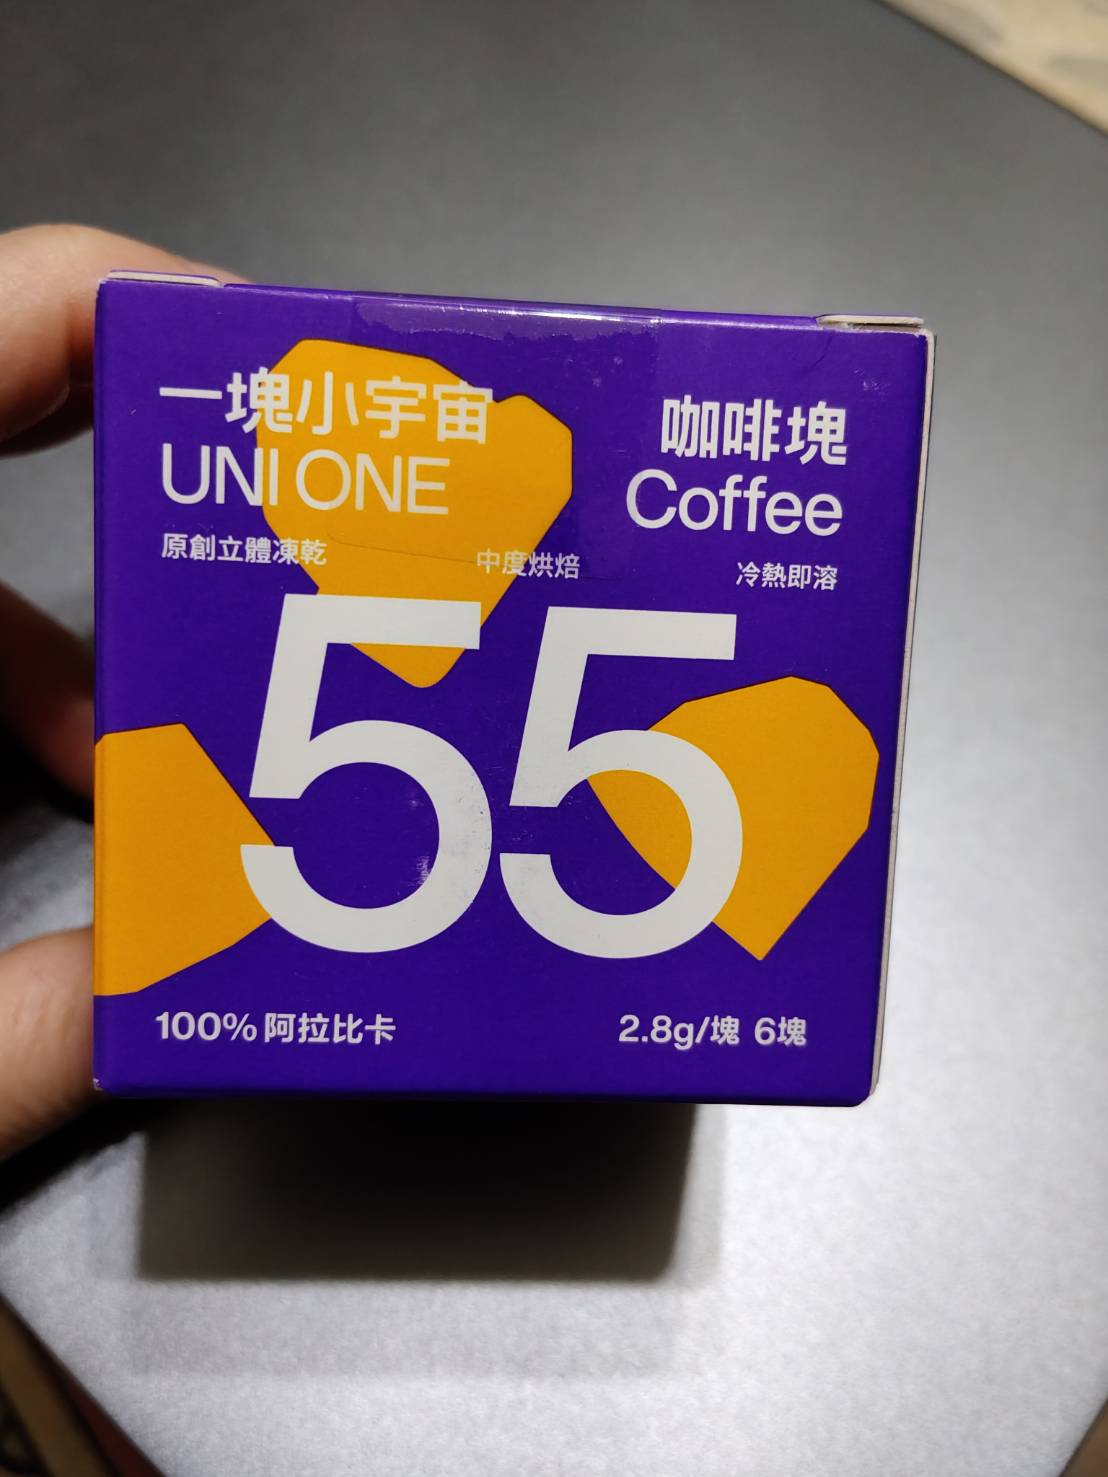 一塊小宇宙
UNI ONE
咖啡塊
Coffee
原創立體凍乾
中度烘焙
冷熱即溶
55
100% 阿拉比卡
2.8g/塊 6塊